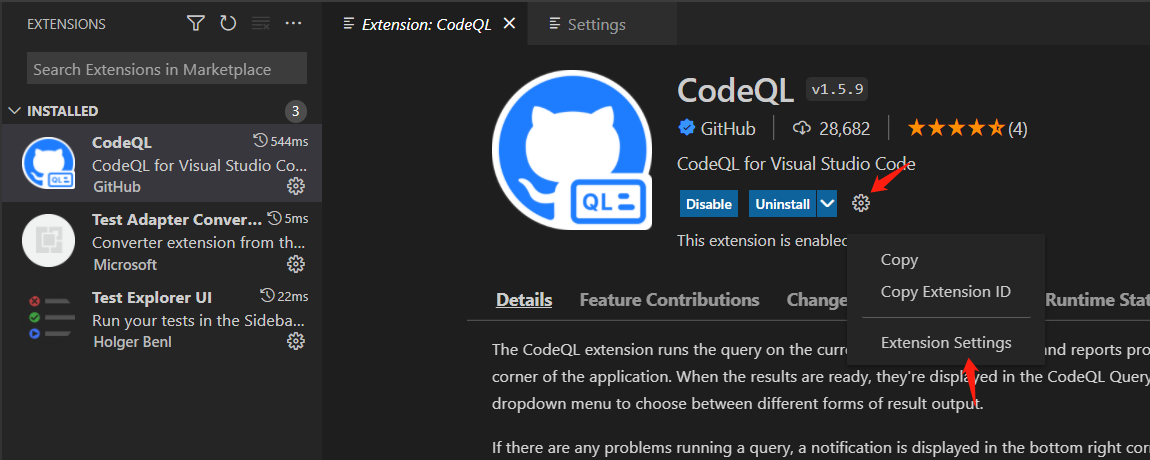 EXTENSIONS
Search Extensions in Marketplace
INSTALLED 3
CodeQL 544ms
CodeQL for Visual Studio Co...
GitHub
Test Adapter Conver... 5ms
Converter extension from th...
Microsoft
Test Explorer UI 22ms
Run your tests in the Sideba...
Holger Benl
Extension: CodeQL
Settings
QL
CodeQL v1.5.9
GitHub 28,682 (4)
CodeQL for Visual Studio Code
Disable Uninstall
This extension is enabled
Copy
Copy Extension ID
Extension Settings
Details Feature Contributions Change Runtime Stat
The CodeQL extension runs the query on the curr and reports pro
corner of the application. When the results are ready, they're displayed in the CodeQL Query
dropdown menu to choose between different forms of result output.
If there are any problems running a query, a notification is displayed in the bottom right corn